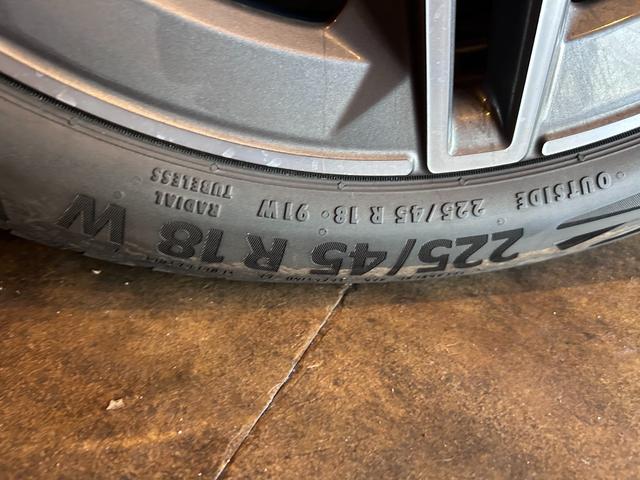 OUTSIDE 225/45 R 18 91W RADIAL
TUBELESS
225/45 R 18 W